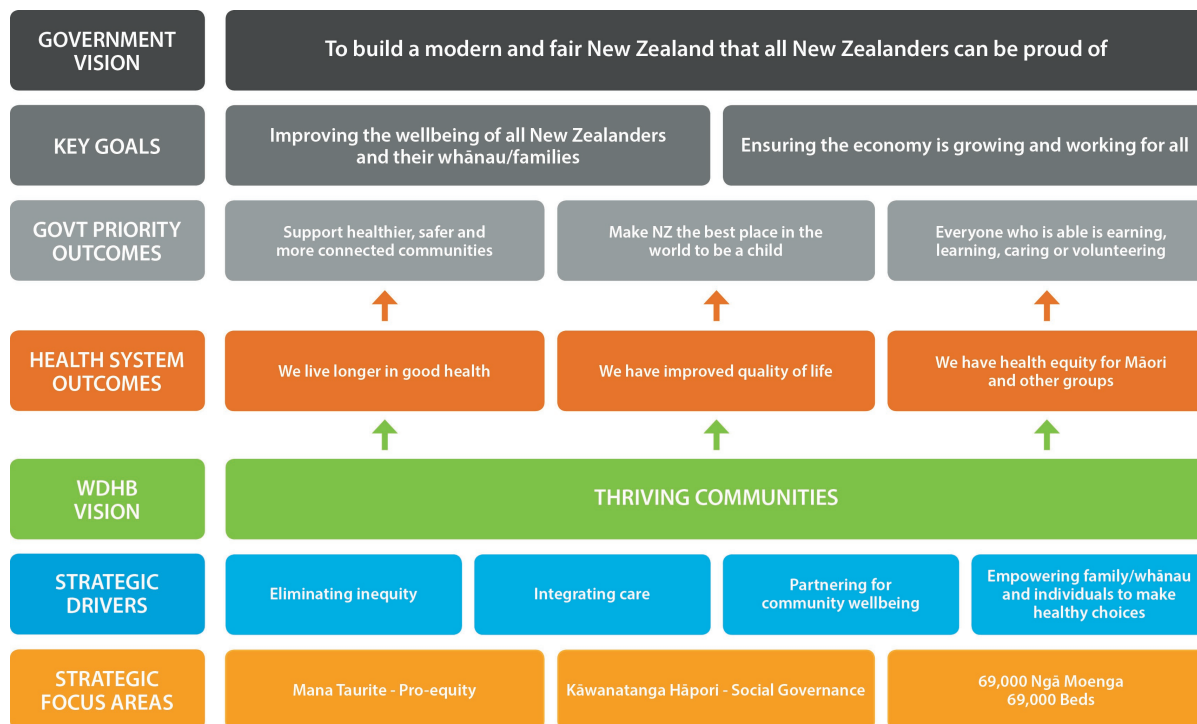 GOVERNMENT
VISION
To build a modern and fair New Zealand that all New Zealanders can be proud of
KEY GOALS
Improving the wellbeing of all New Zealanders
and their whānau/families
Ensuring the economy is growing and working for all
GOVT PRIORITY
OUTCOMES
Support healthier, safer and
more connected communities
Make NZ the best place in the
world to be a child
Everyone who is able is earning,
learning, caring or volunteering
HEALTH SYSTEM
OUTCOMES
We live longer in good health
We have improved quality of life
We have health equity for Māori
and other groups
WDHB
VISION
THRIVING COMMUNITIES
STRATEGIC
DRIVERS
Eliminating inequity
Integrating care
Partnering for
community wellbeing
Empowering family/whānau
and individuals to make
healthy choices
STRATEGIC
FOCUS AREAS
Mana Taurite - Pro-equity
Kāwanatanga Hāpori - Social Governance
69,000 Ngā Moenga
69,000 Beds